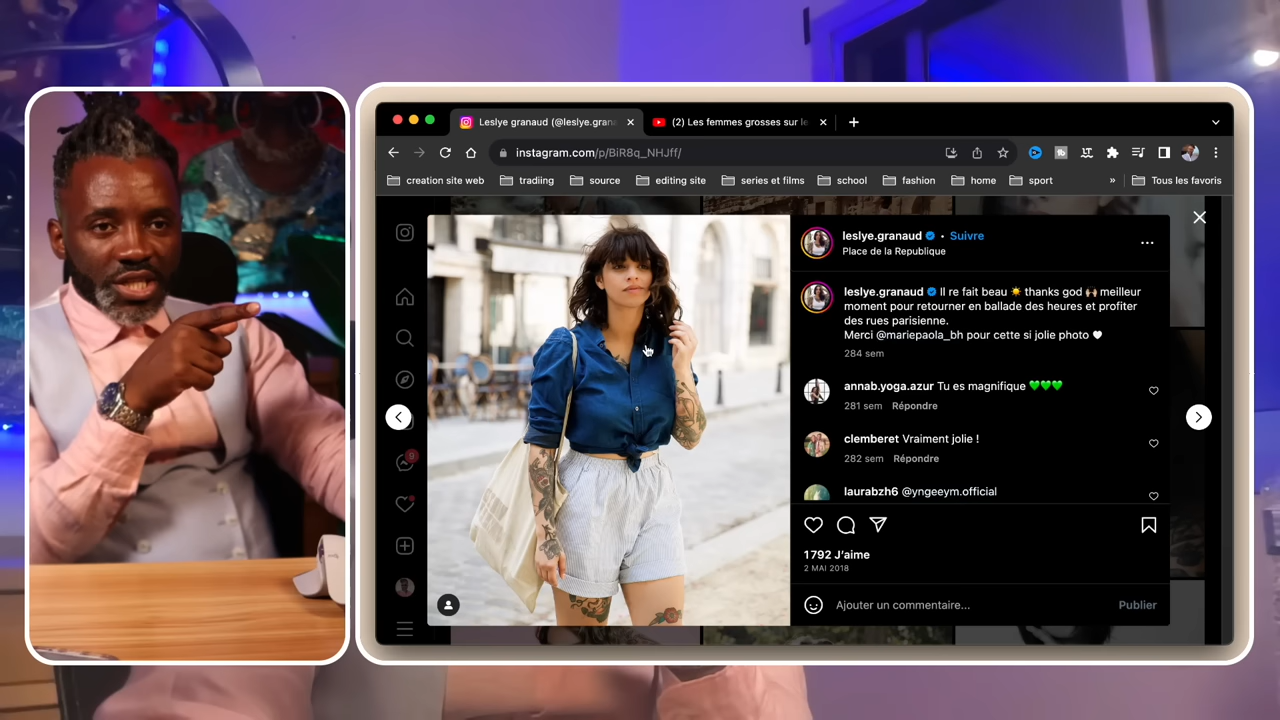 Leslye granaud (@leslye.gran
(2) Les femmes grosses sur le
instagram.com/p/BiR8q_NHJff/
creation site web
tradiing
source
editing site
series et films
school
fashion
home
sport
»
Tous les favoris
leslye.granaud • Suivre
Place de la Republique
leslye.granaud Il re fait beau ☀️ thanks god 🙌🏼 meilleur
moment pour retourner en ballade des heures et profiter
des rues parisienne.
Merci @mariepaola_bh pour cette si jolie photo 🤍
284 sem
annab.yoga.azur Tu es magnifique 💚💚💚
281 sem Répondre
clemberet Vraiment jolie !
282 sem Répondre
laurabzh6 @yngeeym.official
1792 J'aime
2 MAI 2018
Ajouter un commentaire...
Publier